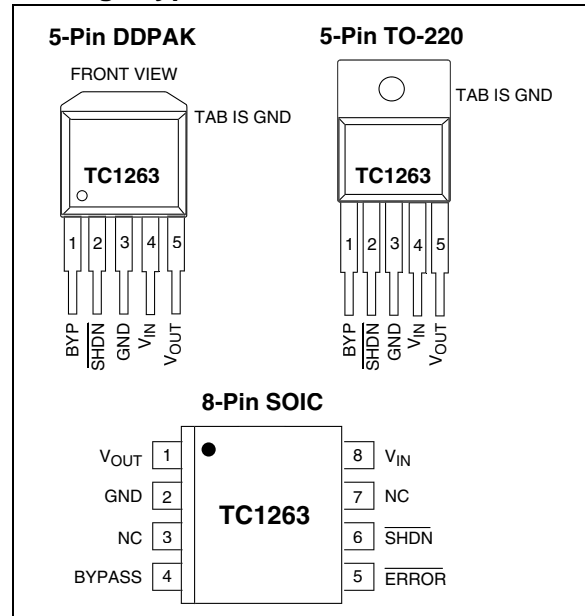 5-Pin DDPAK
FRONT VIEW
TAB IS GND
TC1263
1 2 3 4 5
BYP
SHDN
GND
VIN
VOUT
5-Pin TO-220
TAB IS GND
TC1263
1 2 3 4 5
BYP
SHDN
GND
VIN
VOUT
8-Pin SOIC
VOUT 1
GND 2
NC 3
BYPASS 4
TC1263
8 VIN
7 NC
6 SHDN
5 ERROR